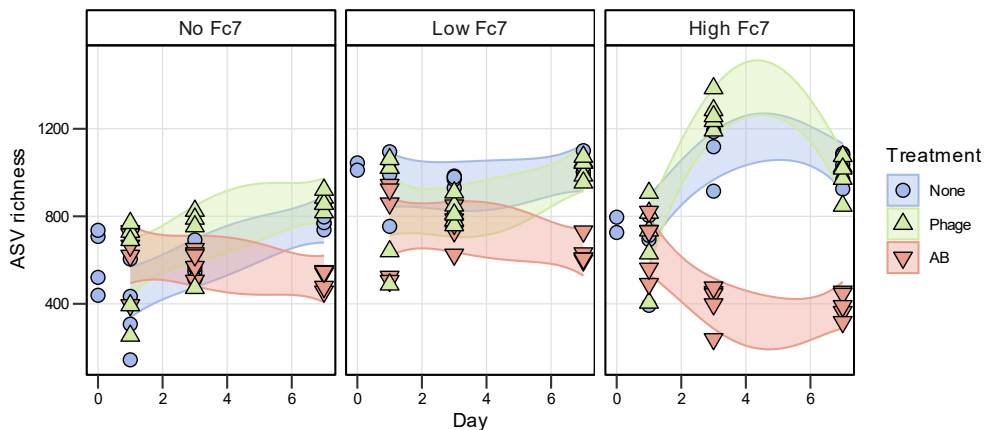 No Fc7 Low Fc7 High Fc7
ASV richness
1200
800
400
0 2 4 6 0 2 4 6 0 2 4 6
Day
Treatment
None
Phage
AB